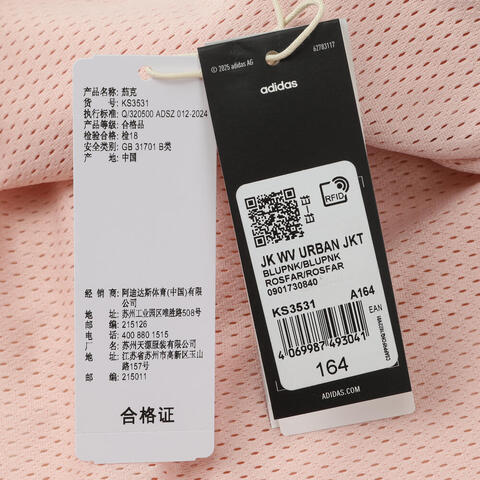 产品名称: 茄克
货 号: KS3531
执行标准: Q/320500 ADSZ 012-2024
产品等级: 合格品
检验合格: 检18
安全类别: GB 31701 B类
产 地: 中国
经 销 商: 阿迪达斯体育(中国)有限公司
地 址: 苏州工业园区唯胜路508号
邮 编: 215126
电 话: 400 880 1515
厂 名: 苏州天源服装有限公司
地 址: 江苏省苏州市高新区玉山路157号
邮 编: 215011
合格证
© 2025 adidas AG
62703117
adidas
RFID
JK WV URBAN JKT
BLUPNK/BLUPNK
ROSFAR/ROSFAR
0901730840
KS3531
A164
EAN
4 069987 493041
164
ADIDAS.COM